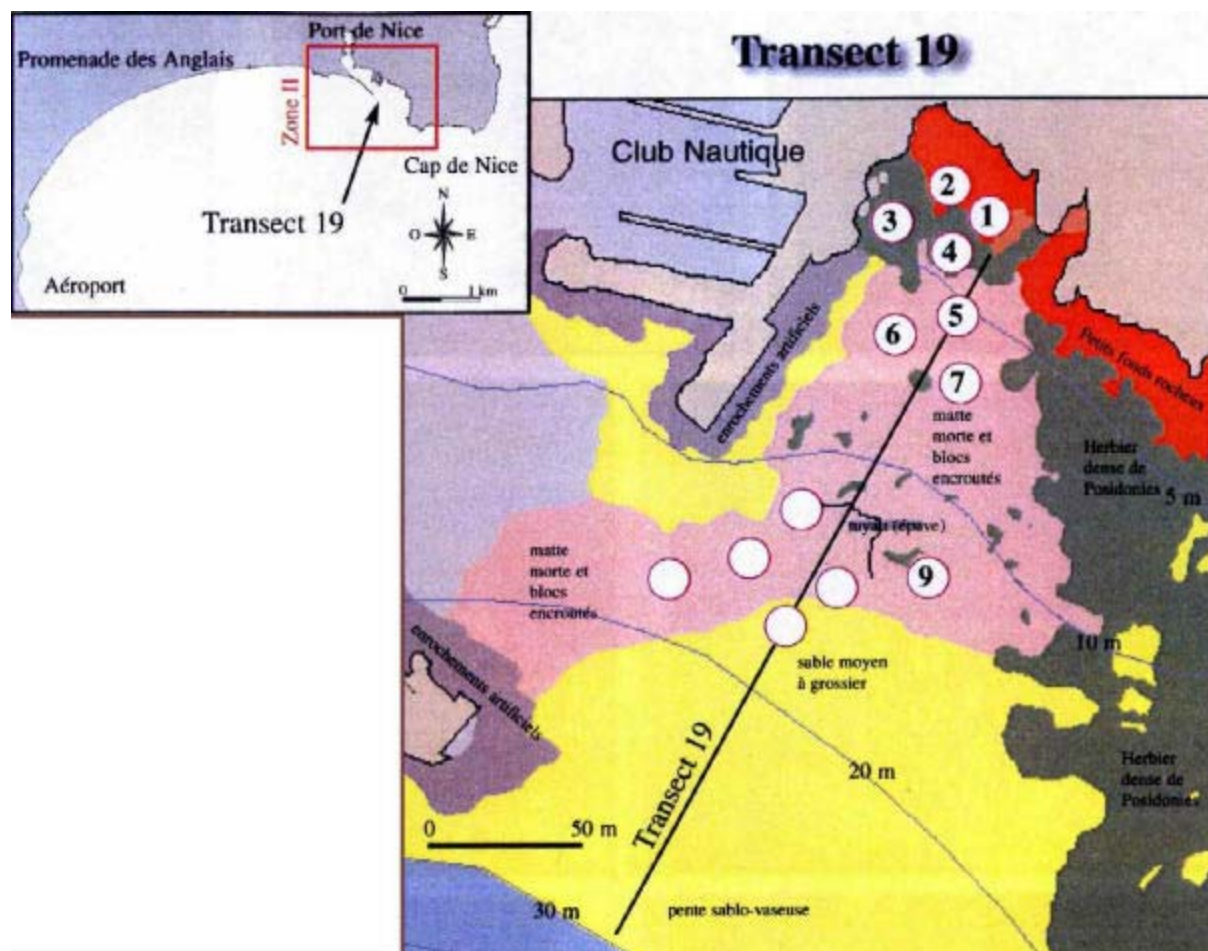 Transect 19
Port de Nice
Promenade des Anglais
Zone II
Cap de Nice
Transect 19
N
O
E
S
Aéroport
0
1 km
Club Nautique
2
1
3
4
5
6
7
enrochements artificiels
Petits fonds rocheux
matte
morte et
blocs
encroutés
Herbier
dense de
Posidonies
5 m
tuyau (épave)
matte
morte et
blocs
encroutés
9
10 m
enrochements artificiels
sable moyen
à grossier
Transect 19
20 m
Herbier
dense de
Posidonies
0
50 m
30 m
pente sablo-vaseuse